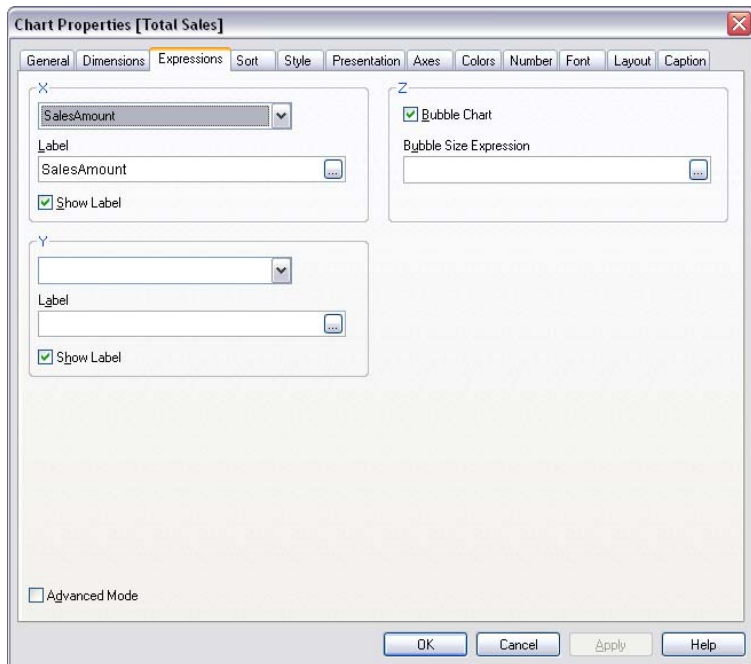 Chart Properties [Total Sales]
General Dimensions Expressions Sort Style Presentation Axes Colors Number Font Layout Caption
X
SalesAmount
Label
SalesAmount ...
Show Label
Z
Bubble Chart
Bubble Size Expression
...
Y
Label
...
Show Label
Advanced Mode
OK Cancel Apply Help